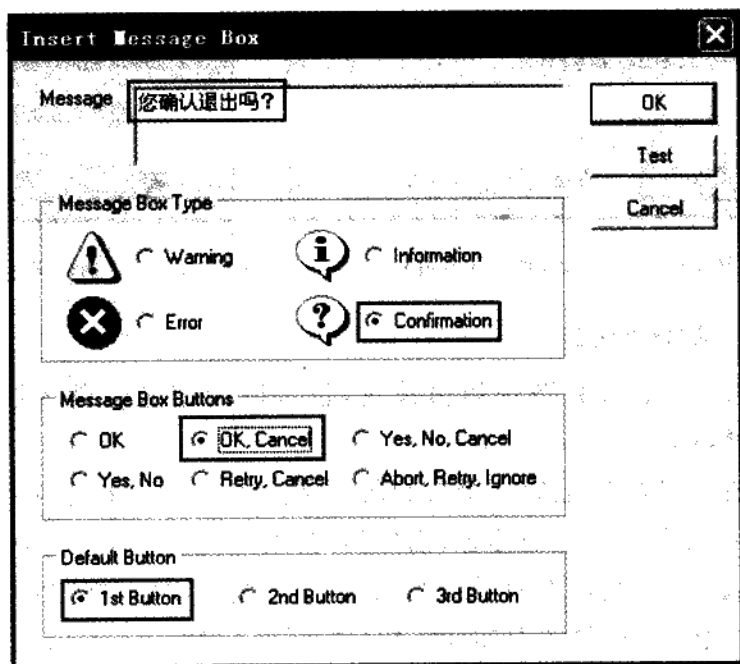 Insert Message Box
Message
您确认退出吗?
OK
Test
Cancel
Message Box Type
Warning
Information
Error
Confirmation
Message Box Buttons
OK
OK, Cancel
Yes, No, Cancel
Yes, No
Retry, Cancel
Abort, Retry, Ignore
Default Button
1st Button
2nd Button
3rd Button